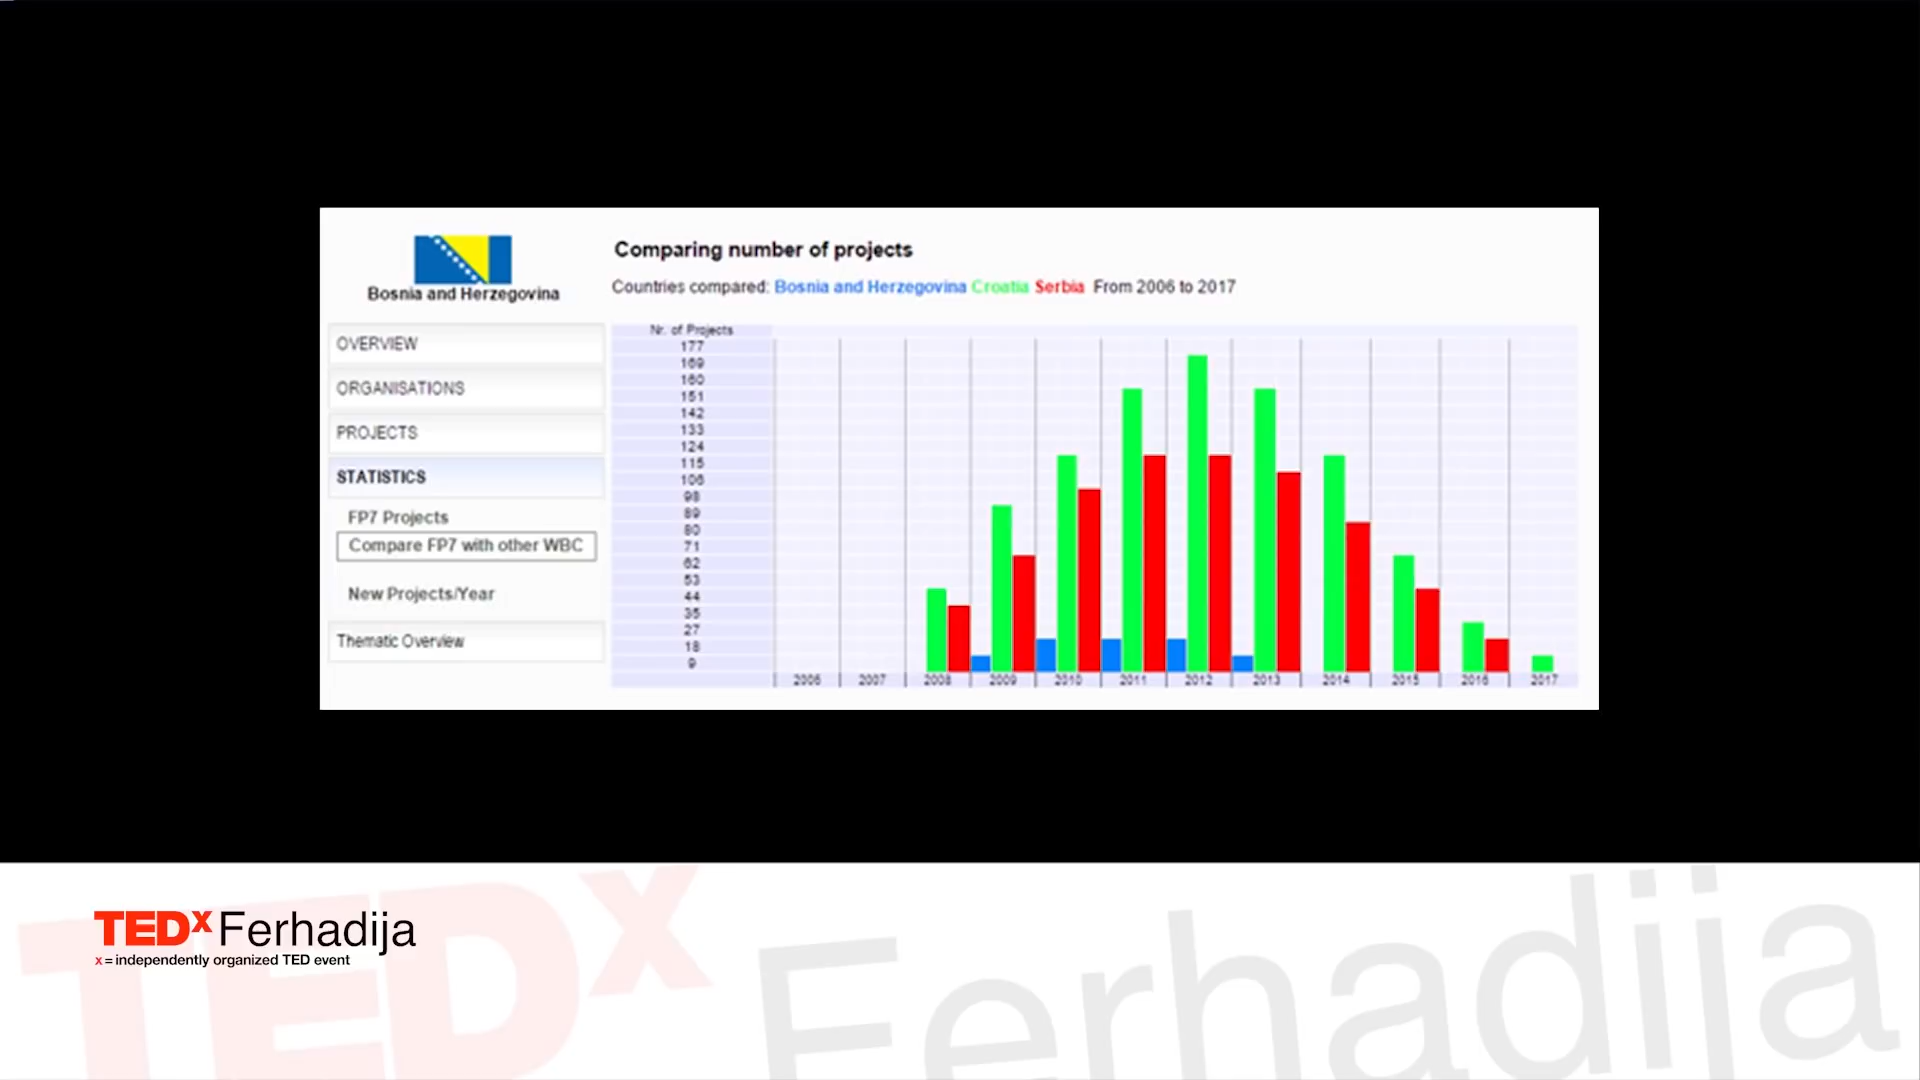 Bosnia and Herzegovina
OVERVIEW
ORGANISATIONS
PROJECTS
STATISTICS
FP7 Projects
Compare FP7 with other WBC
New Projects/Year
Thematic Overview
Comparing number of projects
Countries compared: Bosnia and Herzegovina Croatia Serbia From 2006 to 2017
Nr. of Projects
177
169
160
151
142
133
124
115
106
98
89
80
71
62
53
44
35
27
18
9
2006 2007 2008 2009 2010 2011 2012 2013 2014 2015 2016 2017
TEDx Ferhadija
x = independently organized TED event
TEDx Ferhadija